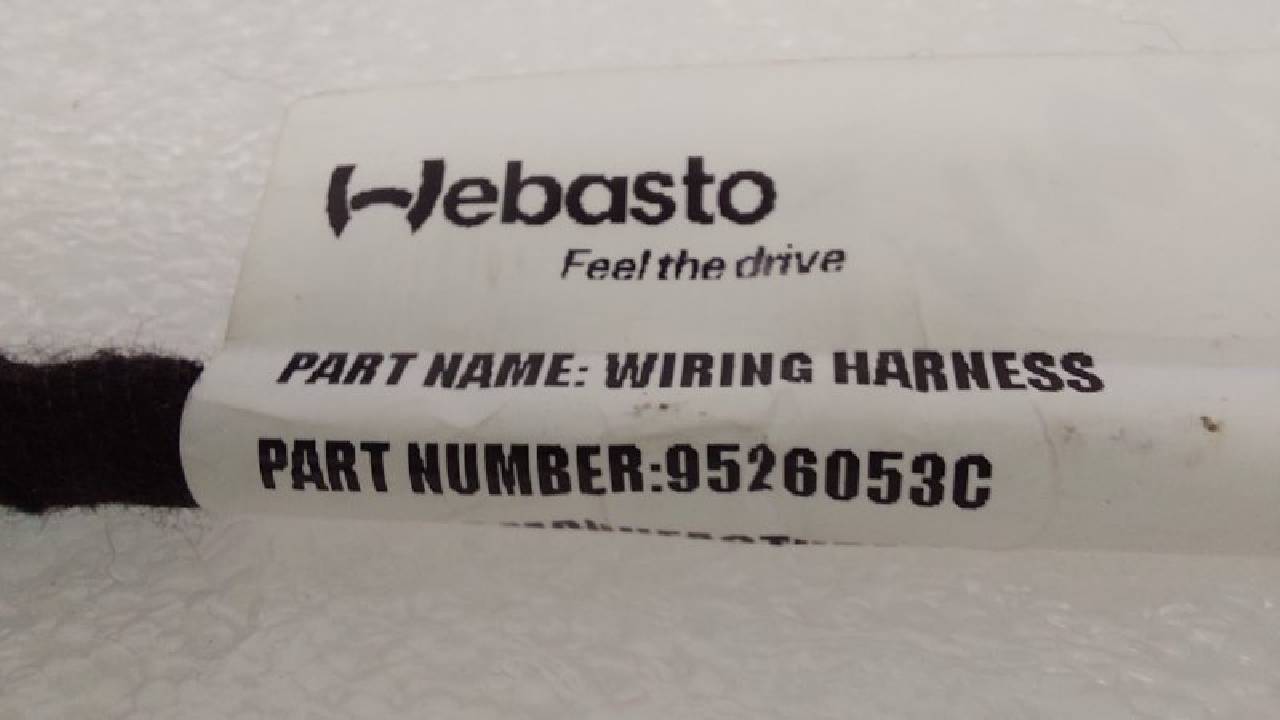 Webasto
Feel the drive
PART NAME: WIRING HARNESS
PART NUMBER:9526053C